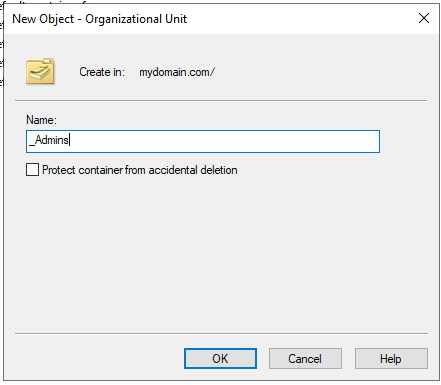 New Object - Organizational Unit
Create in: mydomain.com/
Name:
_Admins
Protect container from accidental deletion
OK Cancel Help